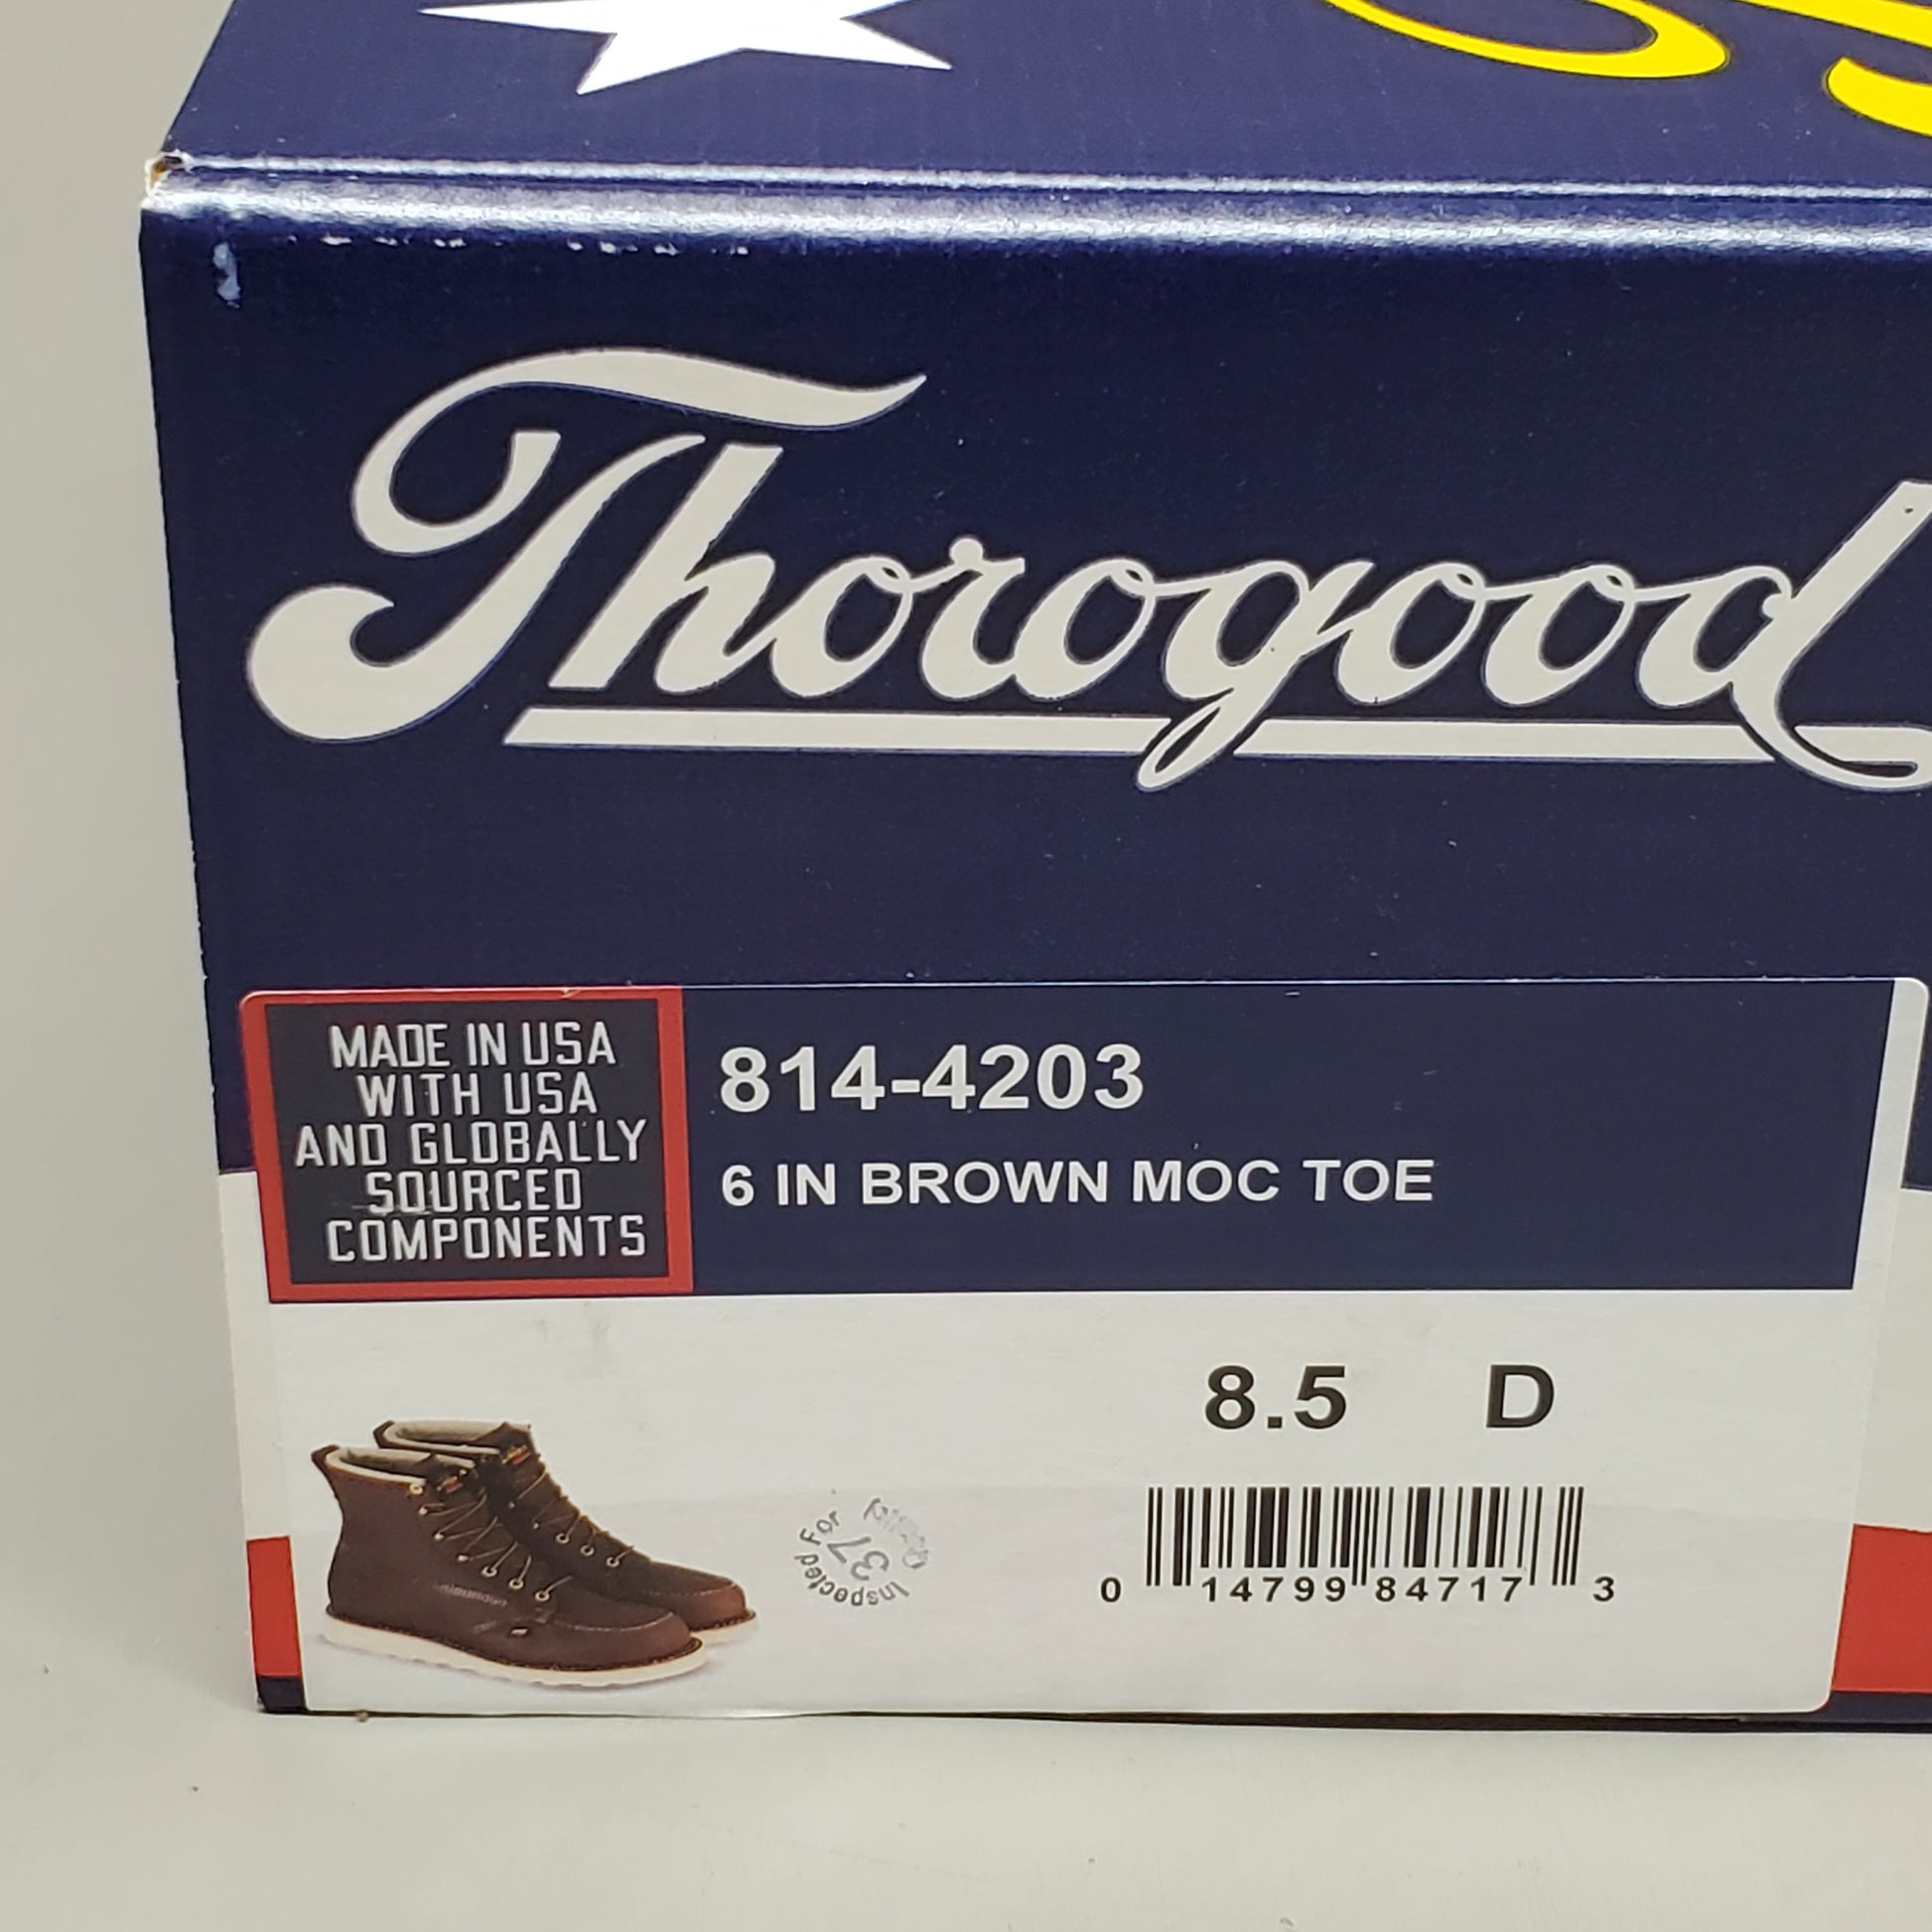 Thorogood
MADE IN USA
WITH USA
AND GLOBALLY
SOURCED
COMPONENTS
814-4203
6 IN BROWN MOC TOE
8.5 D
Inspected For Quality
37
0 14799 84717 3